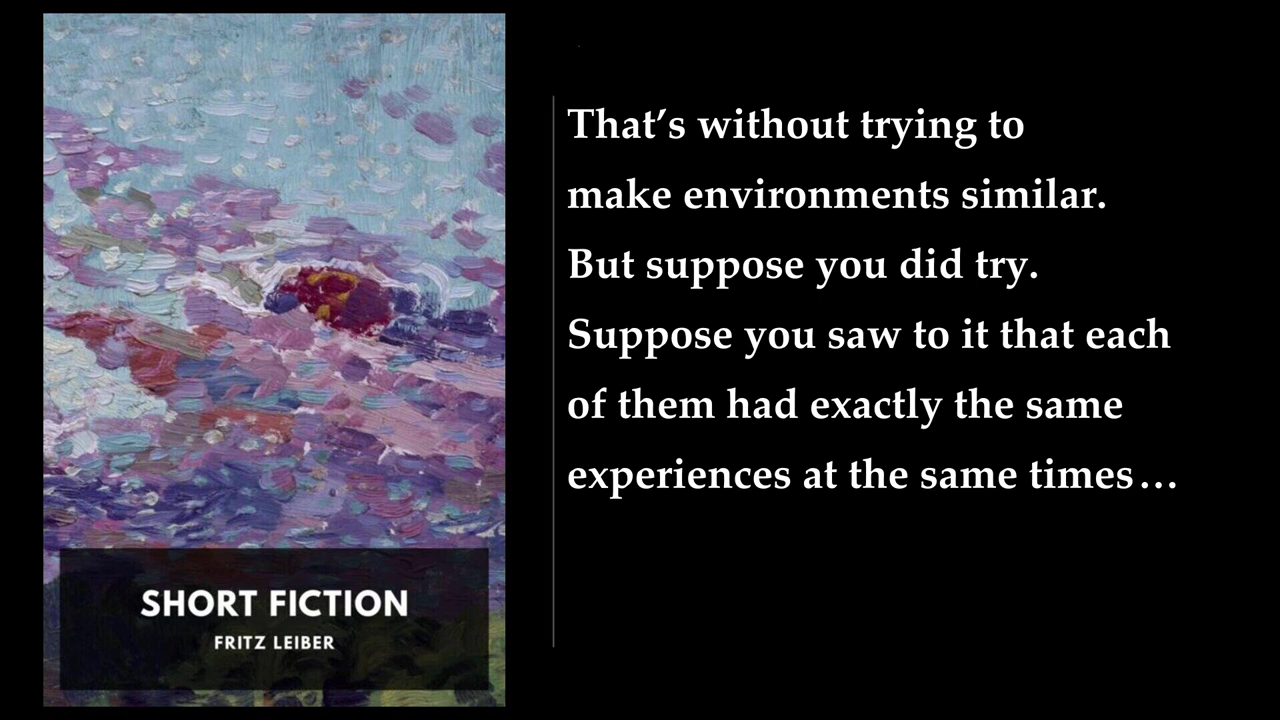 That’s without trying to
make environments similar.
But suppose you did try.
Suppose you saw to it that each
of them had exactly the same
experiences at the same times…
SHORT FICTION
FRITZ LEIBER